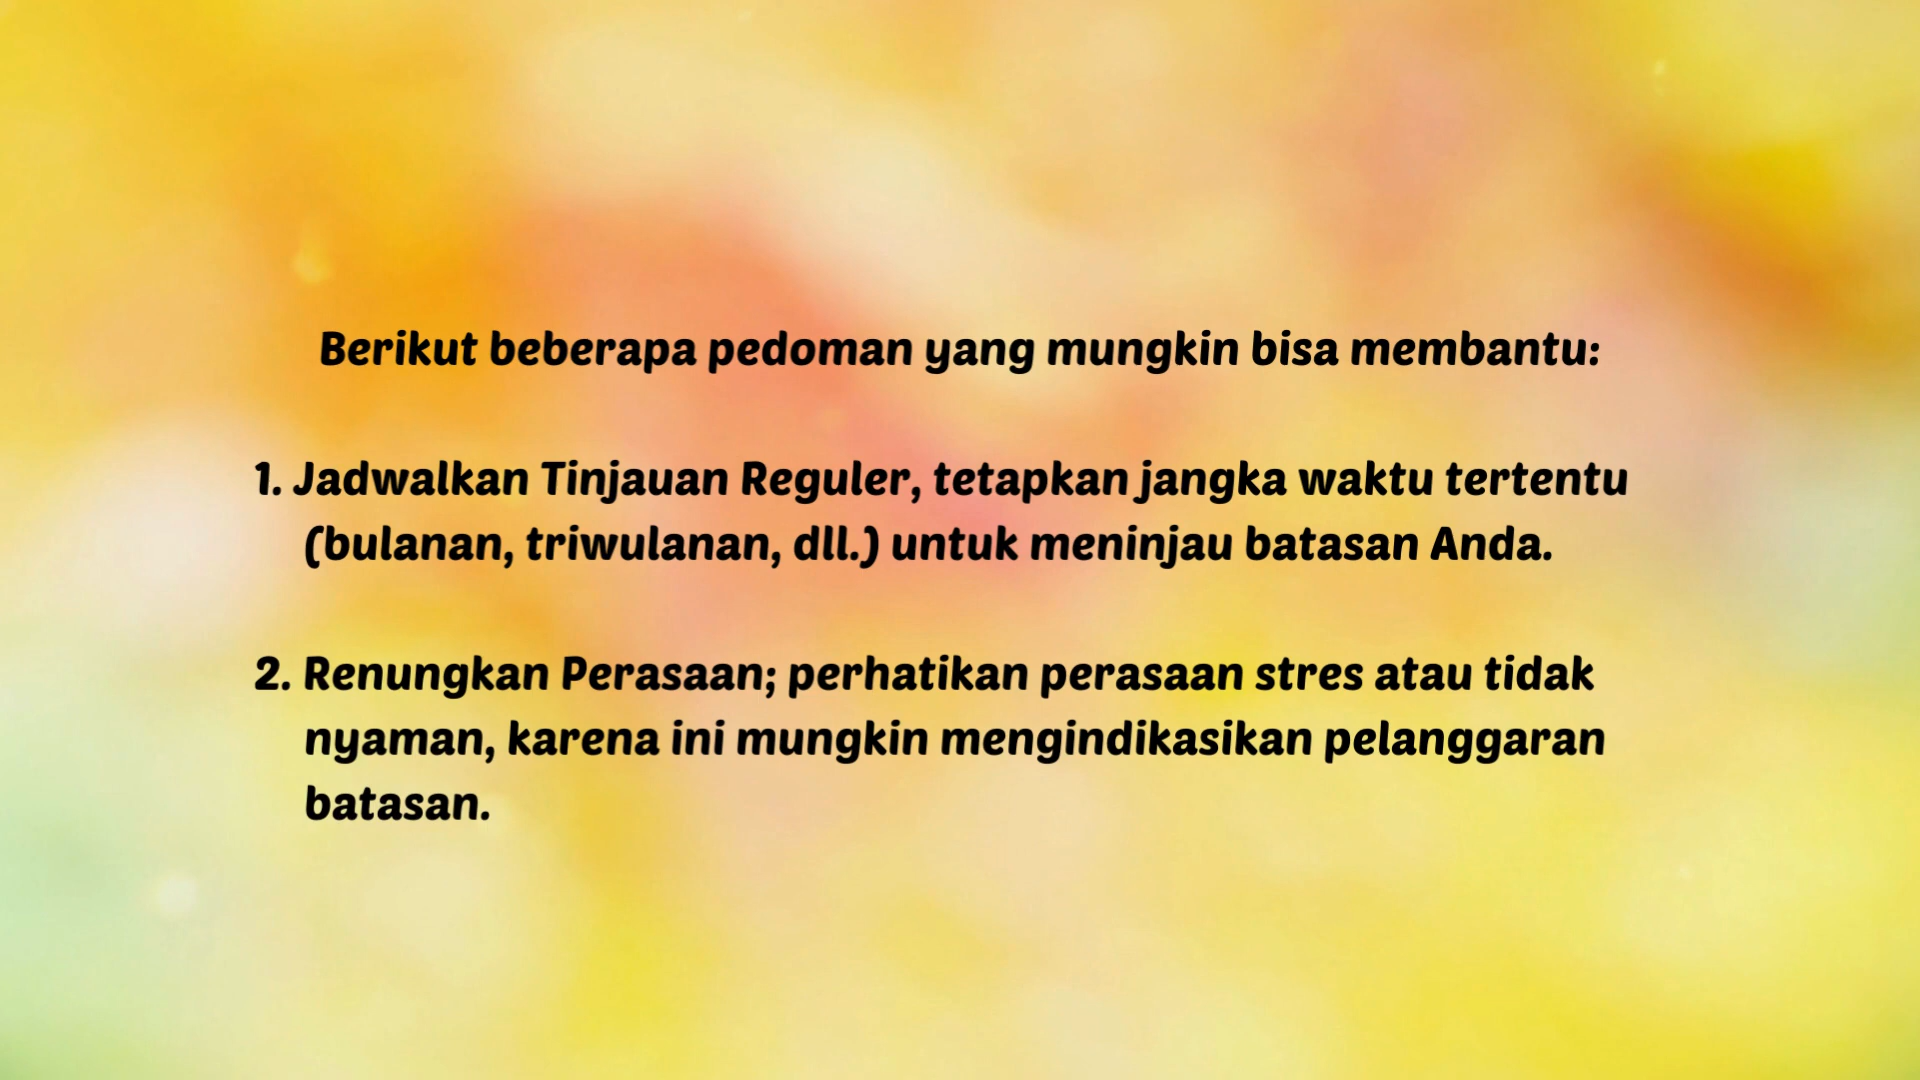 Berikut beberapa pedoman yang mungkin bisa membantu:
1. Jadwalkan Tinjauan Reguler, tetapkan jangka waktu tertentu
(bulanan, triwulanan, dll.) untuk meninjau batasan Anda.
2. Renungkan Perasaan; perhatikan perasaan stres atau tidak
nyaman, karena ini mungkin mengindikasikan pelanggaran
batasan.